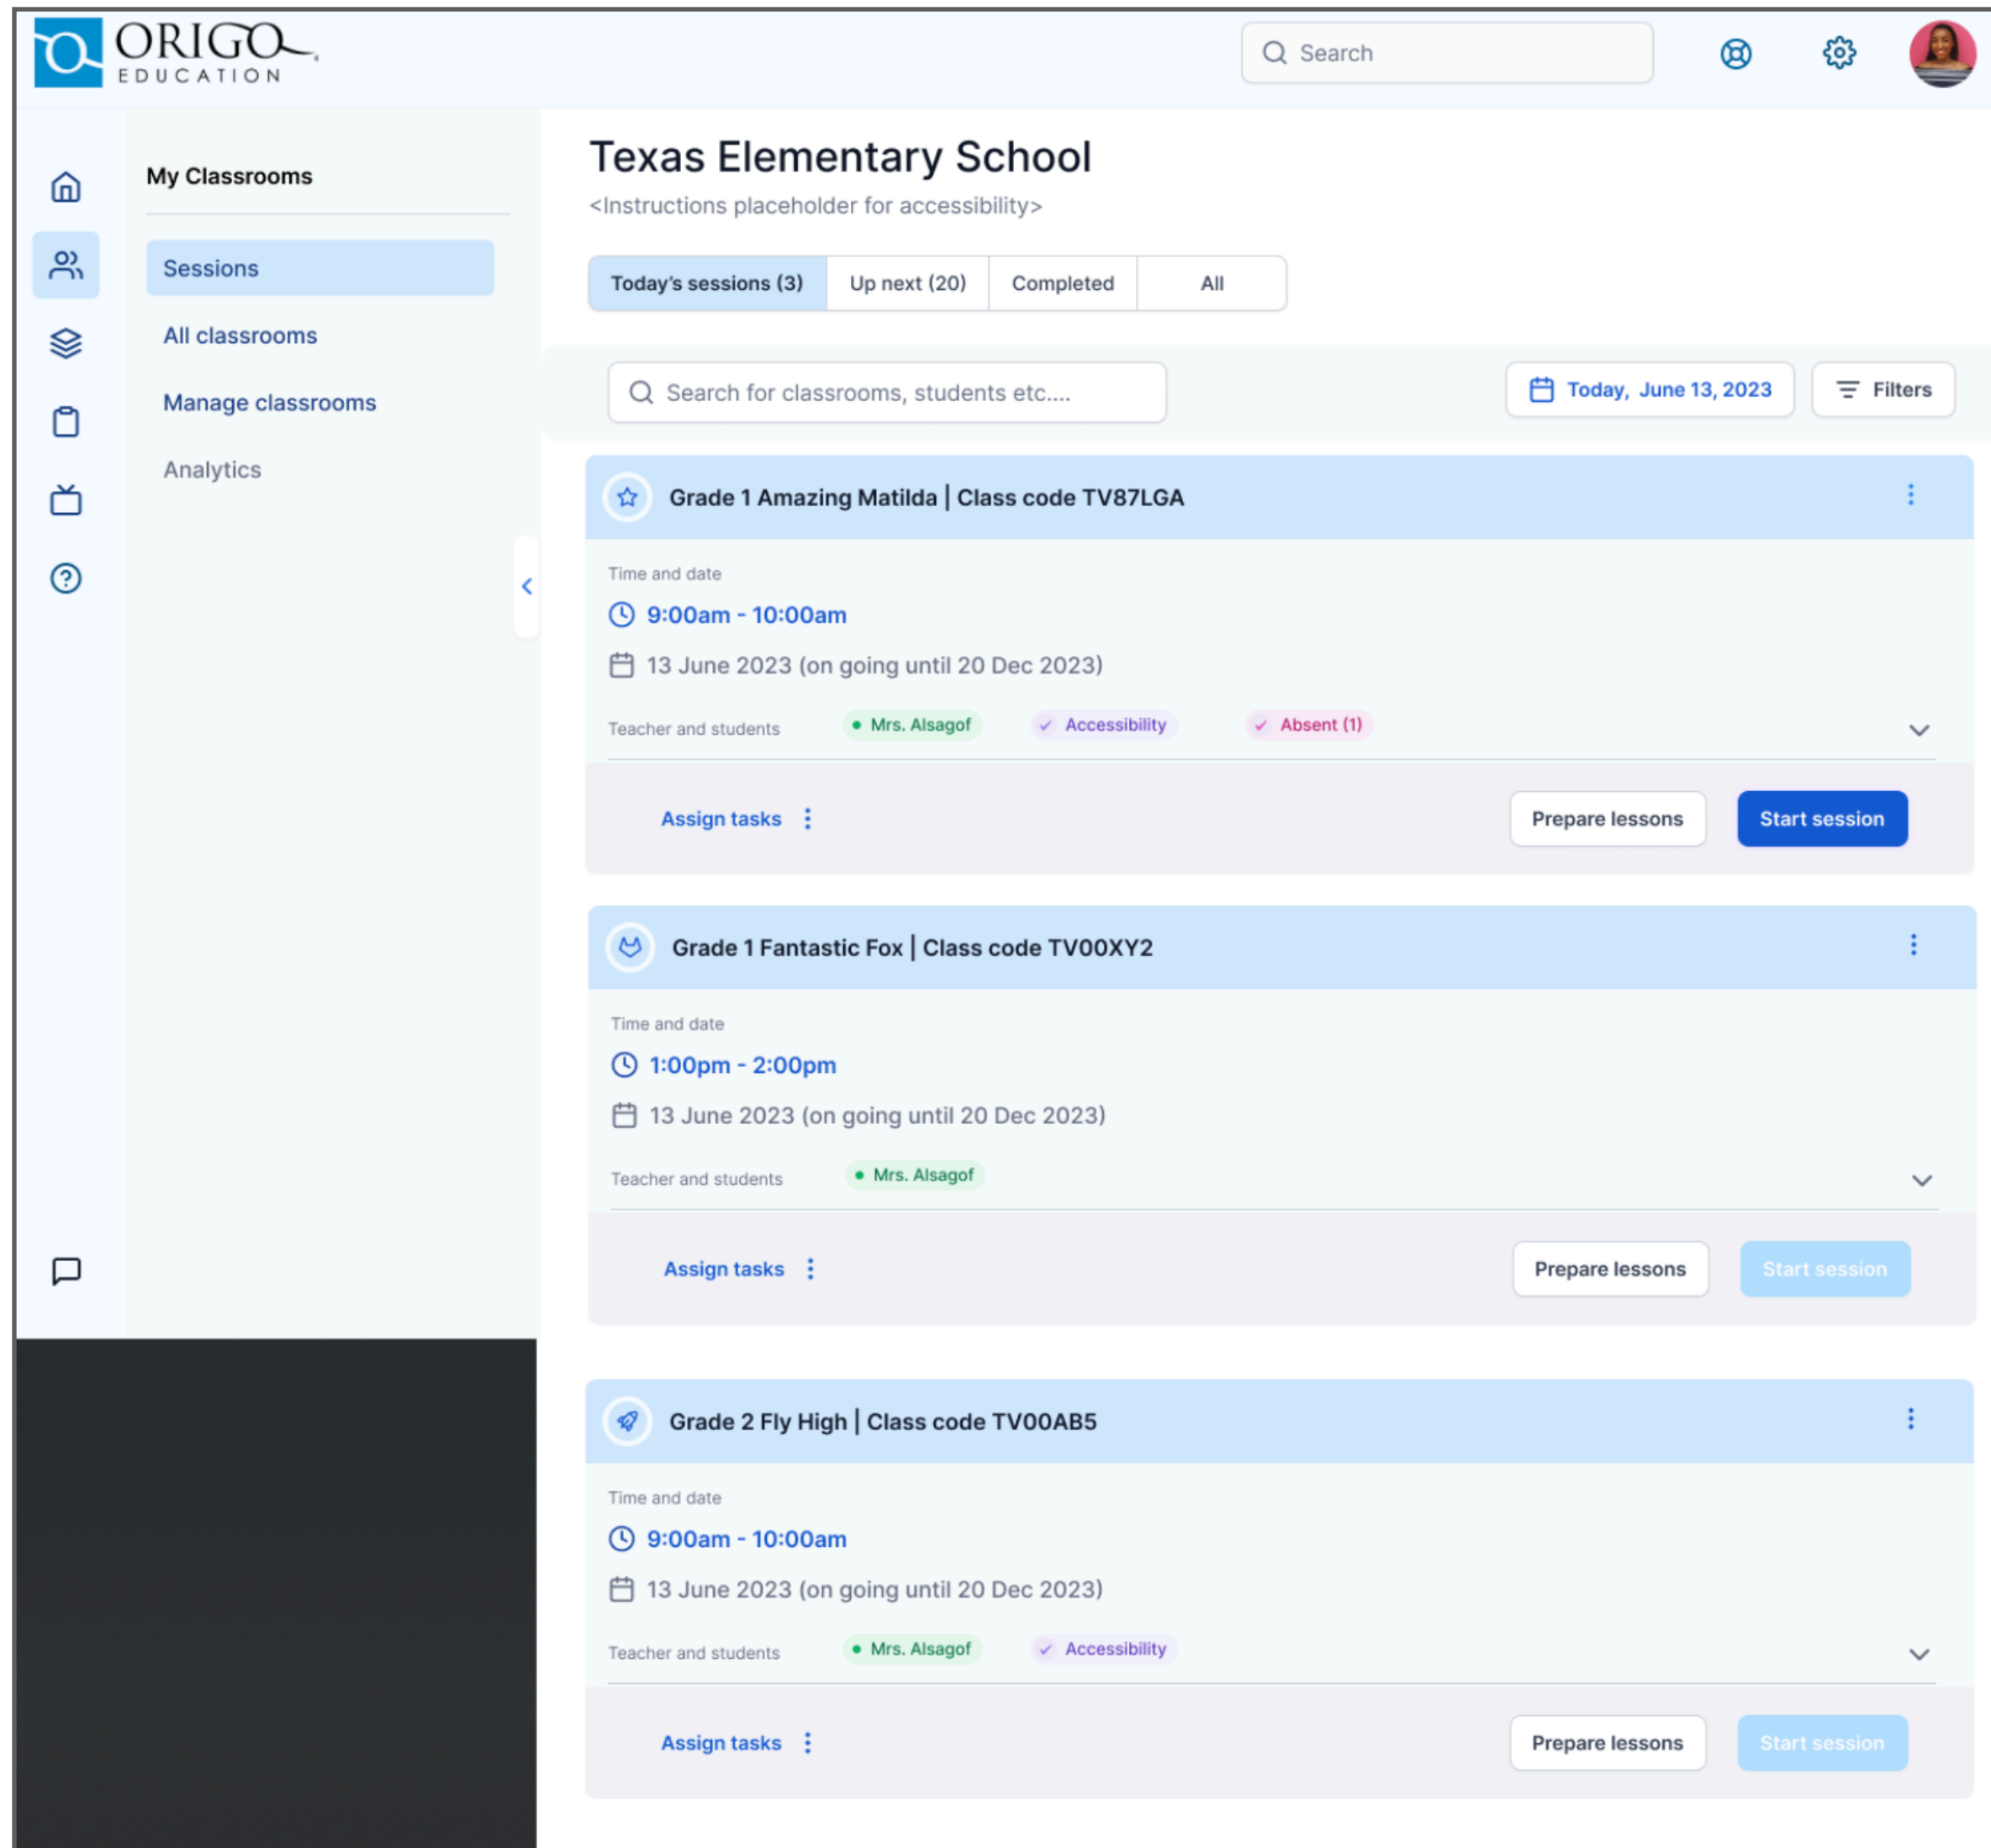 ORIGO
EDUCATION
Search
My Classrooms
Sessions
All classrooms
Manage classrooms
Analytics
Texas Elementary School
<Instructions placeholder for accessibility>
Today's sessions (3) Up next (20) Completed All
Search for classrooms, students etc....
Today, June 13, 2023
Filters
Grade 1 Amazing Matilda | Class code TV87LGA
Time and date
9:00am - 10:00am
13 June 2023 (on going until 20 Dec 2023)
Teacher and students Mrs. Alsagof Accessibility Absent (1)
Assign tasks Prepare lessons Start session
Grade 1 Fantastic Fox | Class code TV00XY2
Time and date
1:00pm - 2:00pm
13 June 2023 (on going until 20 Dec 2023)
Teacher and students Mrs. Alsagof
Assign tasks Prepare lessons Start session
Grade 2 Fly High | Class code TV00AB5
Time and date
9:00am - 10:00am
13 June 2023 (on going until 20 Dec 2023)
Teacher and students Mrs. Alsagof Accessibility
Assign tasks Prepare lessons Start session